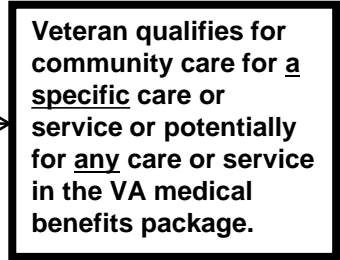 Veteran qualifies for
community care for a
specific care or
service or potentially
for any care or service
in the VA medical
benefits package.